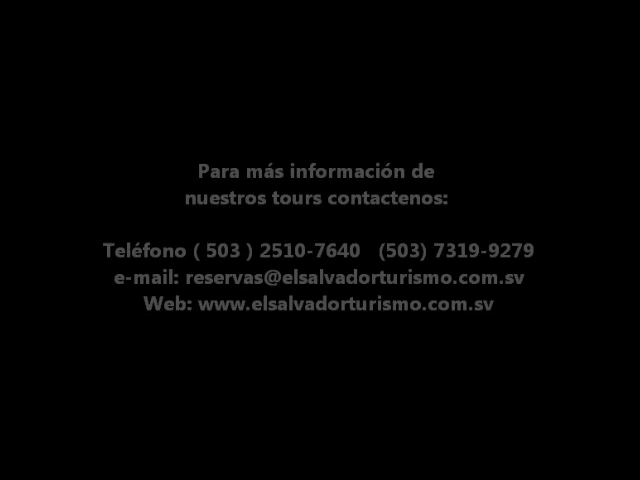 Para más información de
nuestros tours contactenos:
Teléfono ( 503 ) 2510-7640 (503) 7319-9279
e-mail: reservas@elsalvadorturismo.com.sv
Web: www.elsalvadorturismo.com.sv